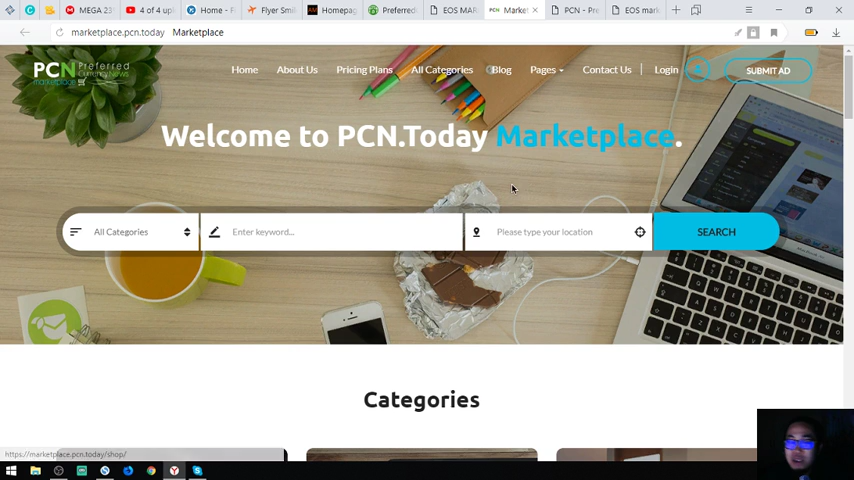 MEGA 23
4 of 4 upl
Home - F
Flyer Smil
Homepag
Preferred
EOS MAR
Market
PCN - Pre
EOS mark
marketplace.pcn.today Marketplace
PCN Preferred Currency News
marketplace
Home About Us Pricing Plans All Categories Blog Pages Contact Us Login SUBMIT AD
Welcome to PCN.Today Marketplace.
All Categories Enter keyword... Please type your location SEARCH
Categories
https://marketplace.pcn.today/shop/